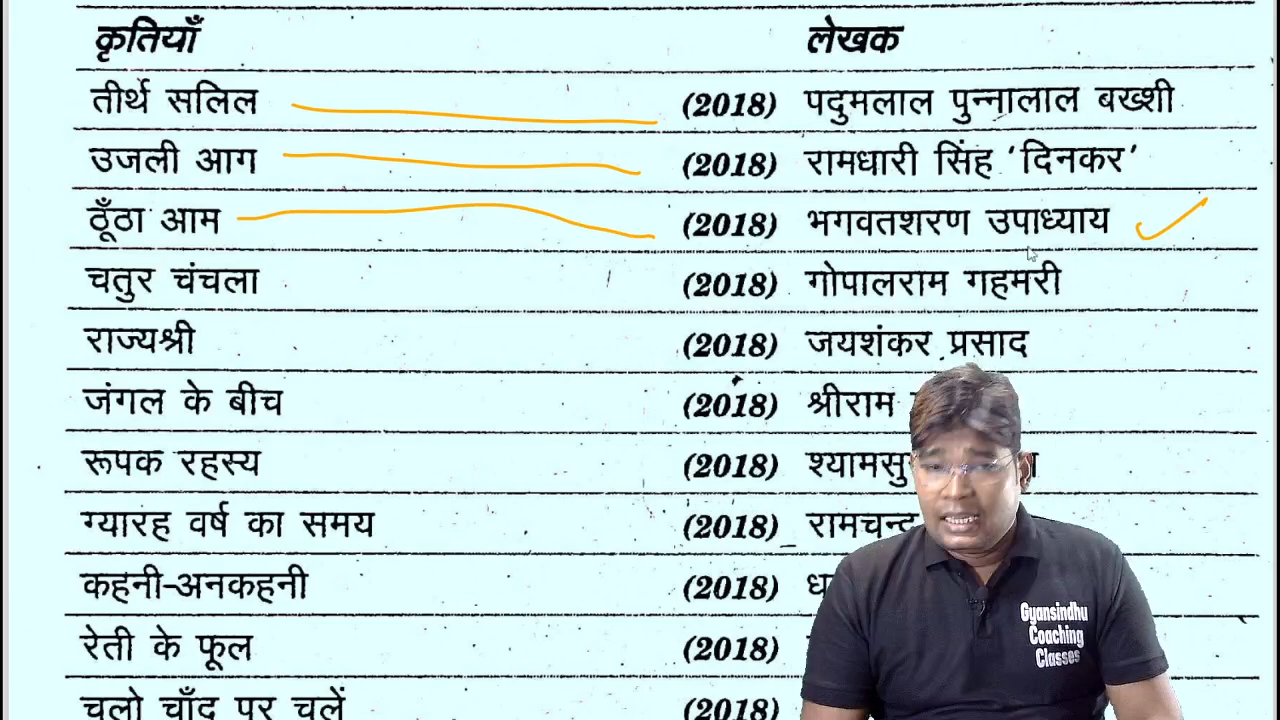 कृतियाँ लेखक
तीर्थे सलिल (2018) पदुमलाल पुन्नालाल बख्शी
उजली आग (2018) रामधारी सिंह 'दिनकर'
ठूँठा आम (2018) भगवतशरण उपाध्याय
चतुर चंचला (2018) गोपालराम गहमरी
राज्यश्री (2018) जयशंकर प्रसाद
जंगल के बीच (2018) श्रीराम
रूपक रहस्य (2018)
ग्यारह वर्ष का समय (2018)
कहनी-अनकहनी (2018)
रेती के फूल (2018)
चलो चाँद पर चलें (2018)
Gyansindhu
Coaching
Classes